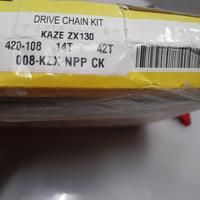 DRIVE CHAIN KIT
KAZE ZX130
420-108 14T 42T
008-KZX-NPP CK